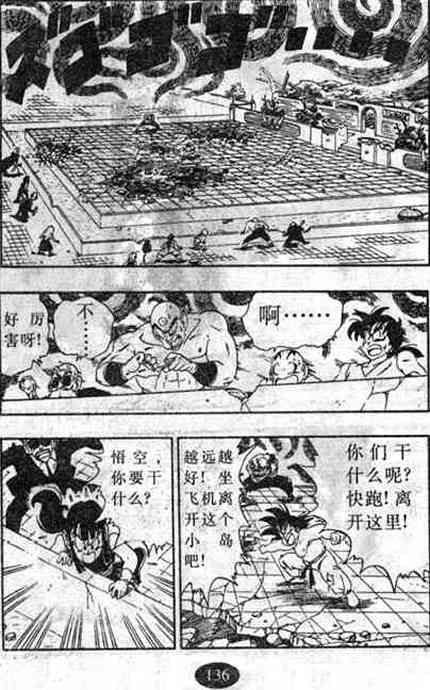 啊……
不……
好厉
害呀!
你们干
什么呢?
快跑!离
开这里!
越远越
好!坐
飞机离
开这个
小岛
吧!
悟空,
你要干
什么?
136